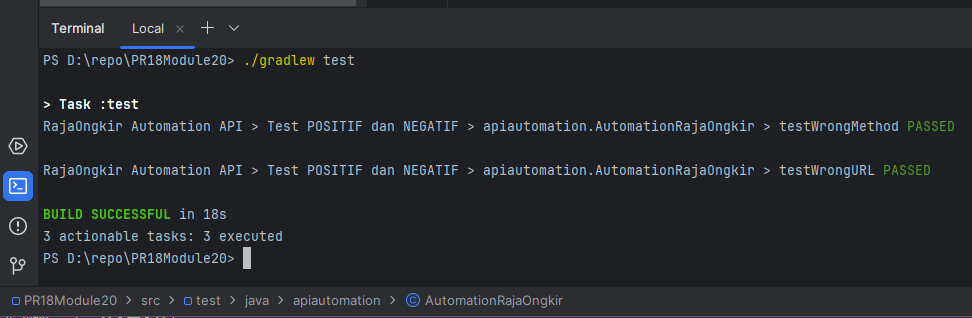 Terminal Local
PS D:\repo\PR18Module20> ./gradlew test
> Task :test
RajaOngkir Automation API > Test POSITIF dan NEGATIF > apiautomation.AutomationRajaOngkir > testWrongMethod PASSED
RajaOngkir Automation API > Test POSITIF dan NEGATIF > apiautomation.AutomationRajaOngkir > testWrongURL PASSED
BUILD SUCCESSFUL in 18s
3 actionable tasks: 3 executed
PS D:\repo\PR18Module20>
PR18Module20 > src > test > java > apiautomation > AutomationRajaOngkir